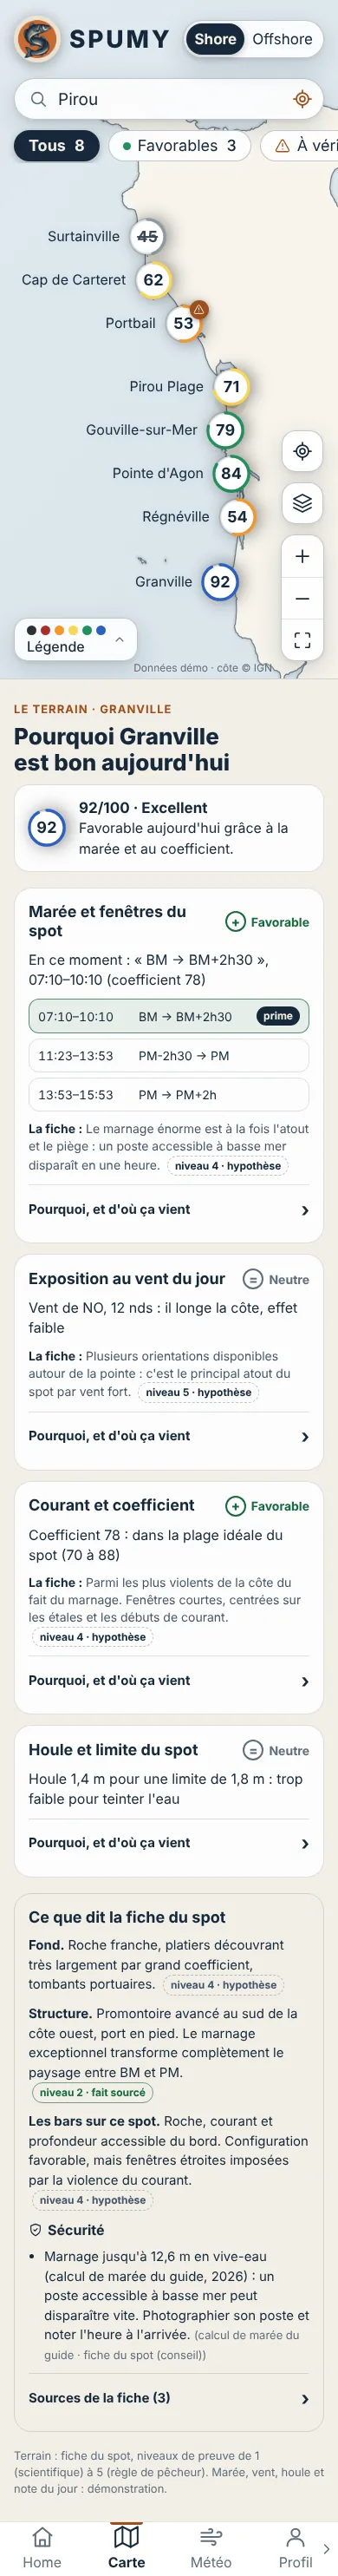 SPUMY
Shore Offshore
Pirou
Tous 8 Favorables 3 À véri
Surtainville 45
Cap de Carteret 62
Portbail 53
Pirou Plage 71
Gouville-sur-Mer 79
Pointe d'Agon 84
Régnéville 54
Granville 92
Légende
Données démo · côte © IGN
LE TERRAIN · GRANVILLE
Pourquoi Granville
est bon aujourd'hui
92
92/100 · Excellent
Favorable aujourd'hui grâce à la
marée et au coefficient.
Marée et fenêtres du
spot
Favorable
En ce moment : « BM → BM+2h30 »,
07:10–10:10 (coefficient 78)
07:10–10:10 BM → BM+2h30 prime
11:23–13:53 PM-2h30 → PM
13:53–15:53 PM → PM+2h
La fiche : Le marnage énorme est à la fois l'atout
et le piège : un poste accessible à basse mer
disparaît en une heure. niveau 4 · hypothèse
Pourquoi, et d'où ça vient
Exposition au vent du jour Neutre
Vent de NO, 12 nds : il longe la côte, effet
faible
La fiche : Plusieurs orientations disponibles
autour de la pointe : c'est le principal atout du
spot par vent fort. niveau 5 · hypothèse
Pourquoi, et d'où ça vient
Courant et coefficient Favorable
Coefficient 78 : dans la plage idéale du
spot (70 à 88)
La fiche : Parmi les plus violents de la côte du
fait du marnage. Fenêtres courtes, centrées sur
les étales et les débuts de courant.
niveau 4 · hypothèse
Pourquoi, et d'où ça vient
Houle et limite du spot Neutre
Houle 1,4 m pour une limite de 1,8 m : trop
faible pour teinter l'eau
Pourquoi, et d'où ça vient
Ce que dit la fiche du spot
Fond. Roche franche, platiers découvrant
très largement par grand coefficient,
tombants portuaires. niveau 4 · hypothèse
Structure. Promontoire avancé au sud de la
côte ouest, port en pied. Le marnage
exceptionnel transforme complètement le
paysage entre BM et PM.
niveau 2 · fait sourcé
Les bars sur ce spot. Roche, courant et
profondeur accessible du bord. Configuration
favorable, mais fenêtres étroites imposées
par la violence du courant.
niveau 4 · hypothèse
Sécurité
• Marnage jusqu'à 12,6 m en vive-eau
(calcul de marée du guide, 2026) : un
poste accessible à basse mer peut
disparaître vite. Photographier son poste et
noter l'heure à l'arrivée. (calcul de marée du
guide · fiche du spot (conseil))
Sources de la fiche (3)
Terrain : fiche du spot, niveaux de preuve de 1
(scientifique) à 5 (règle de pêcheur). Marée, vent, houle et
note du jour : démonstration.
Home Carte Météo Profil